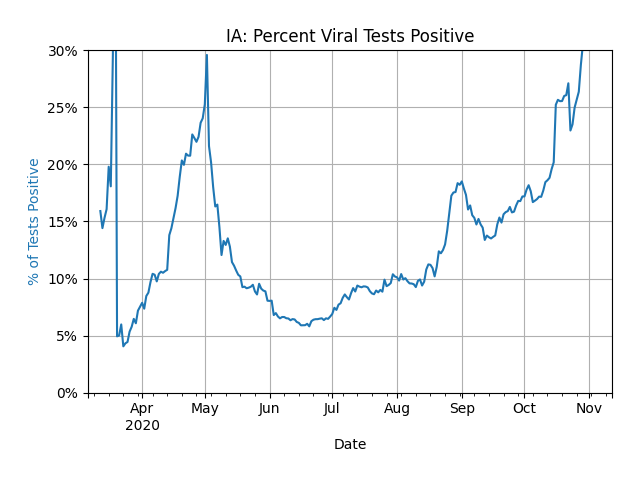 IA: Percent Viral Tests Positive
30%
25%
20%
15%
10%
5%
0%
% of Tests Positive
Apr May Jun Jul Aug Sep Oct Nov
2020
Date